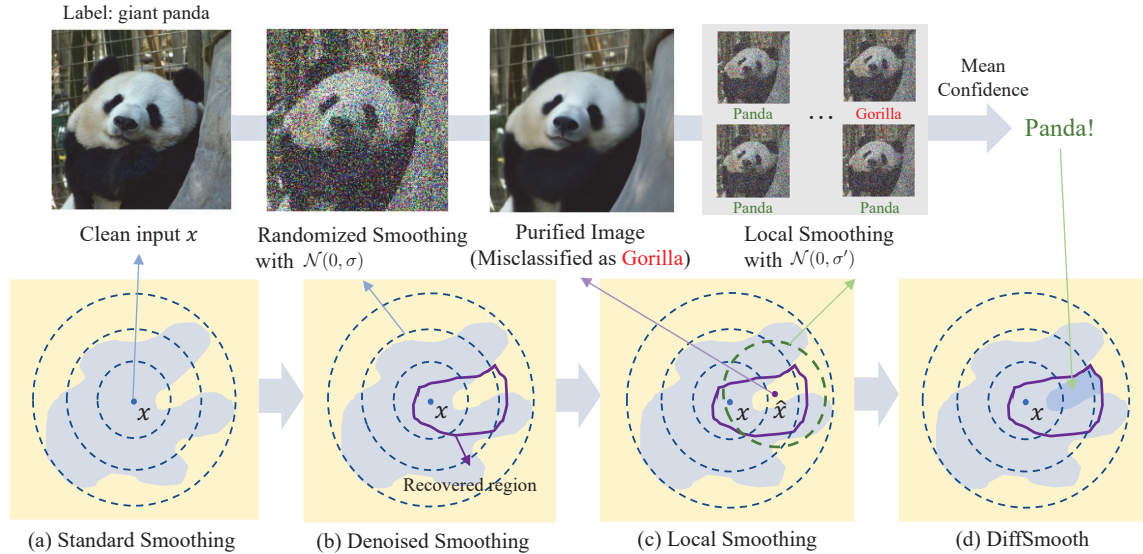 Label: giant panda
Panda
...
Gorilla
Panda
Panda
Mean
Confidence
Panda!
Clean input x
Randomized Smoothing
with 𝒩(0, σ)
Purified Image
(Misclassified as Gorilla)
Local Smoothing
with 𝒩(0, σ′)
x
x
Recovered region
x
x̂
x
(a) Standard Smoothing
(b) Denoised Smoothing
(c) Local Smoothing
(d) DiffSmooth